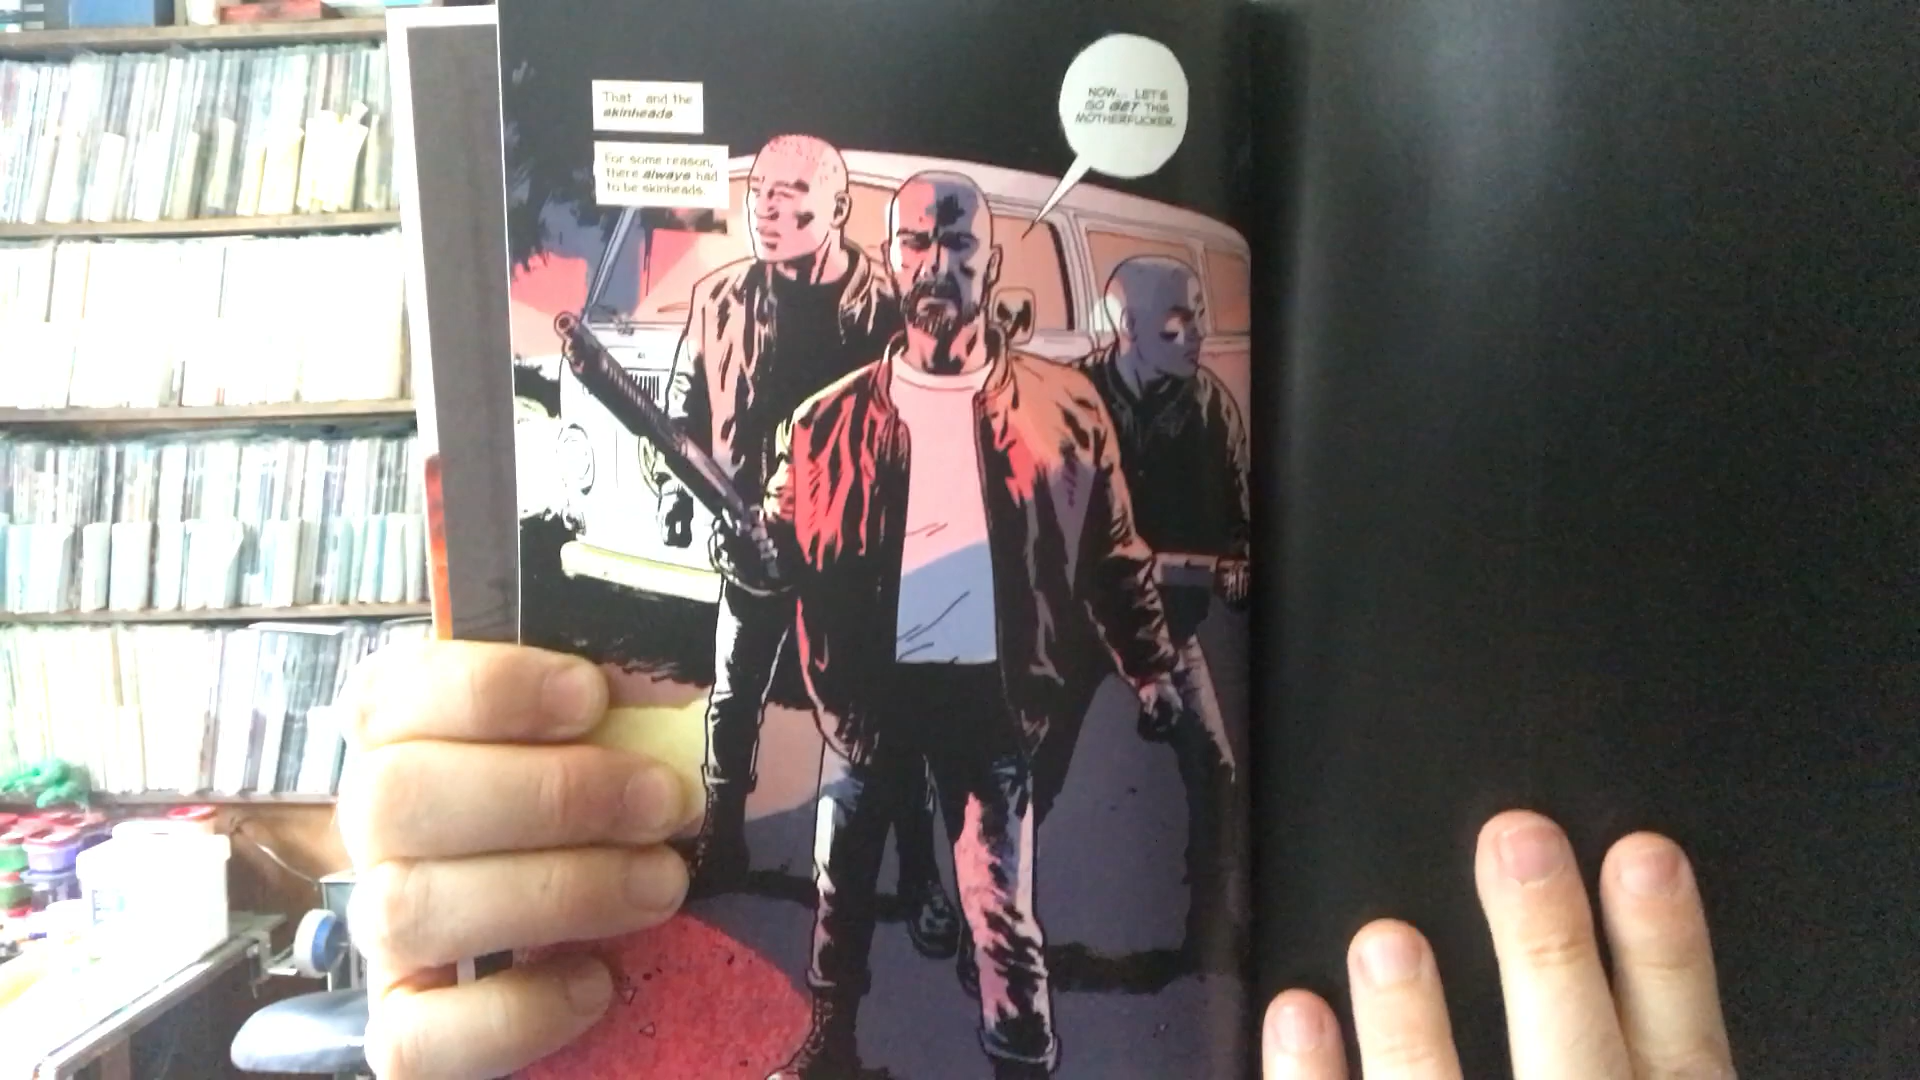 That and the
skinheads
For some reason,
there always had
to be skinheads.
NOW... LET'S
GO GET THIS
MOTHERFUCKER.